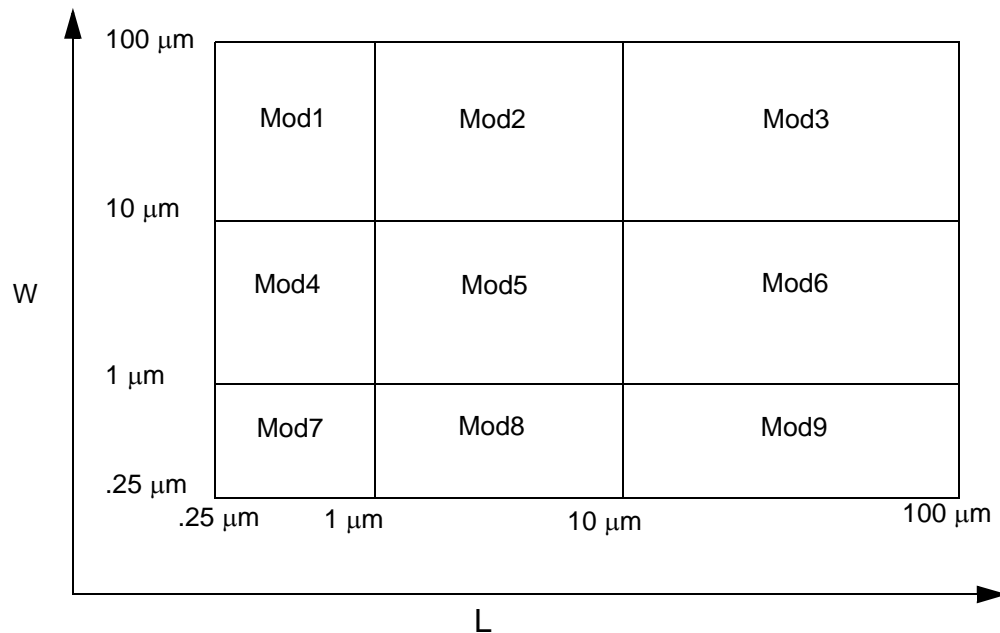 100 μm
Mod1 Mod2 Mod3
10 μm
Mod4 Mod5 Mod6
W
1 μm
Mod7 Mod8 Mod9
.25 μm
.25 μm 1 μm 10 μm 100 μm
L